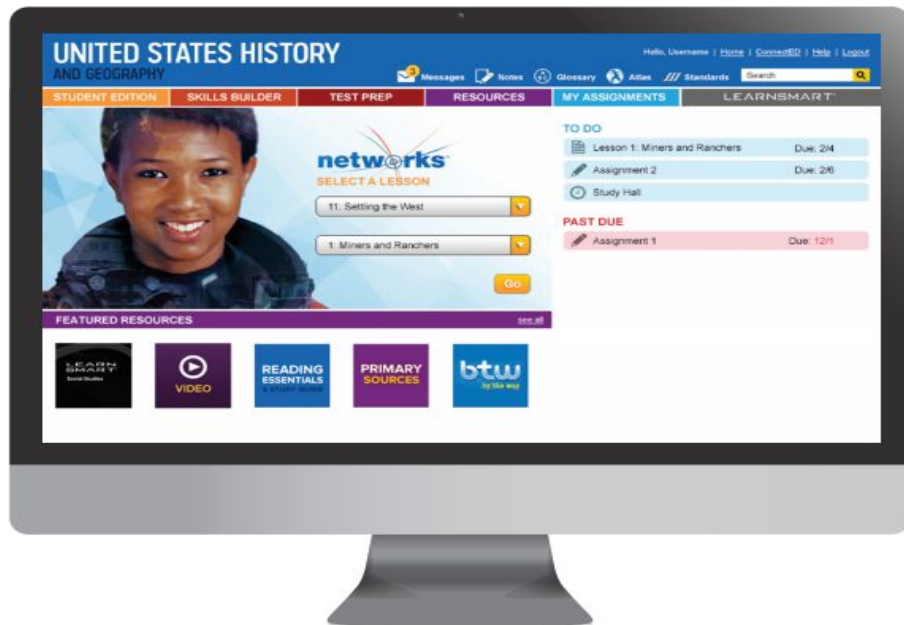 UNITED STATES HISTORY
AND GEOGRAPHY
Hello, Username | Home | ConnectED | Help | Logout
3
Messages Notes Glossary Atlas Standards Search
STUDENT EDITION SKILLS BUILDER TEST PREP RESOURCES MY ASSIGNMENTS LEARNSMART
networks
SELECT A LESSON
11: Settling the West
1: Miners and Ranchers
Go
TO DO
Lesson 1: Miners and Ranchers Due: 2/4
Assignment 2 Due: 2/6
Study Hall
PAST DUE
Assignment 1 Due: 12/1
FEATURED RESOURCES see all
LEARN
SMART
Social Studies
VIDEO
READING
ESSENTIALS
& STUDY GUIDE
PRIMARY
SOURCES
btw
by the way